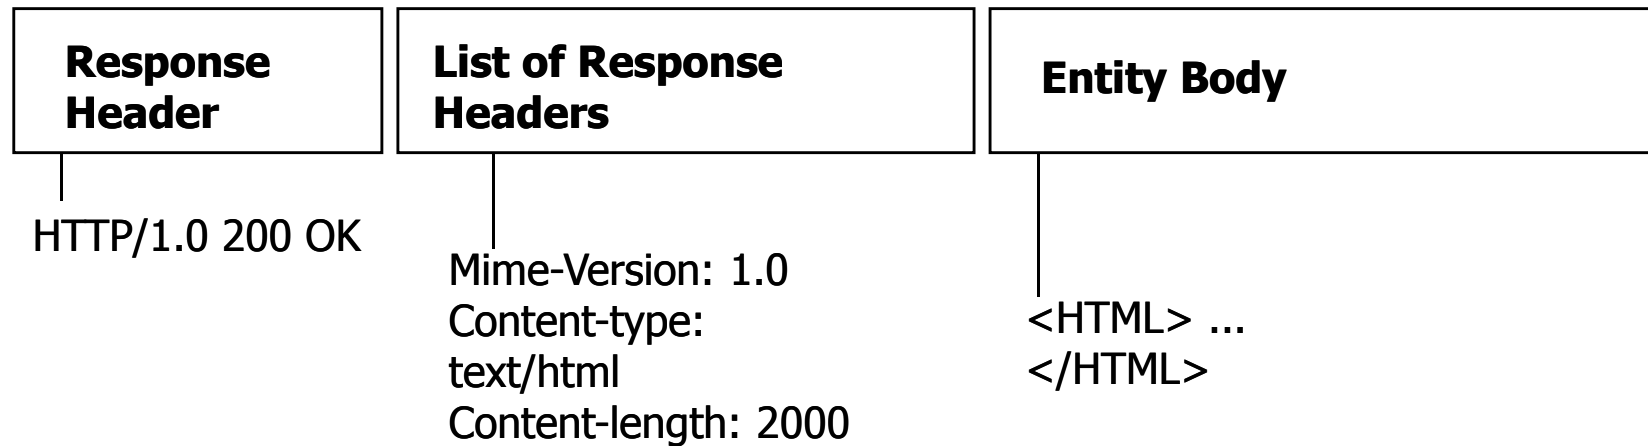 Response
Header
List of Response
Headers
Entity Body
HTTP/1.0 200 OK
Mime-Version: 1.0
Content-type:
text/html
Content-length: 2000
<HTML> ...
</HTML>